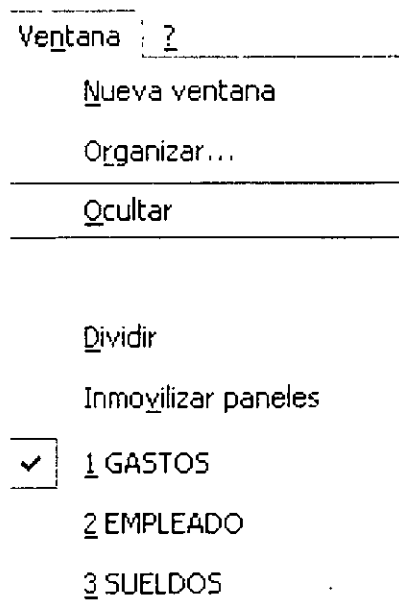 Ventana ?
Nueva ventana
Organizar...
Ocultar
Dividir
Inmovilizar paneles
✓ 1 GASTOS
2 EMPLEADO
3 SUELDOS